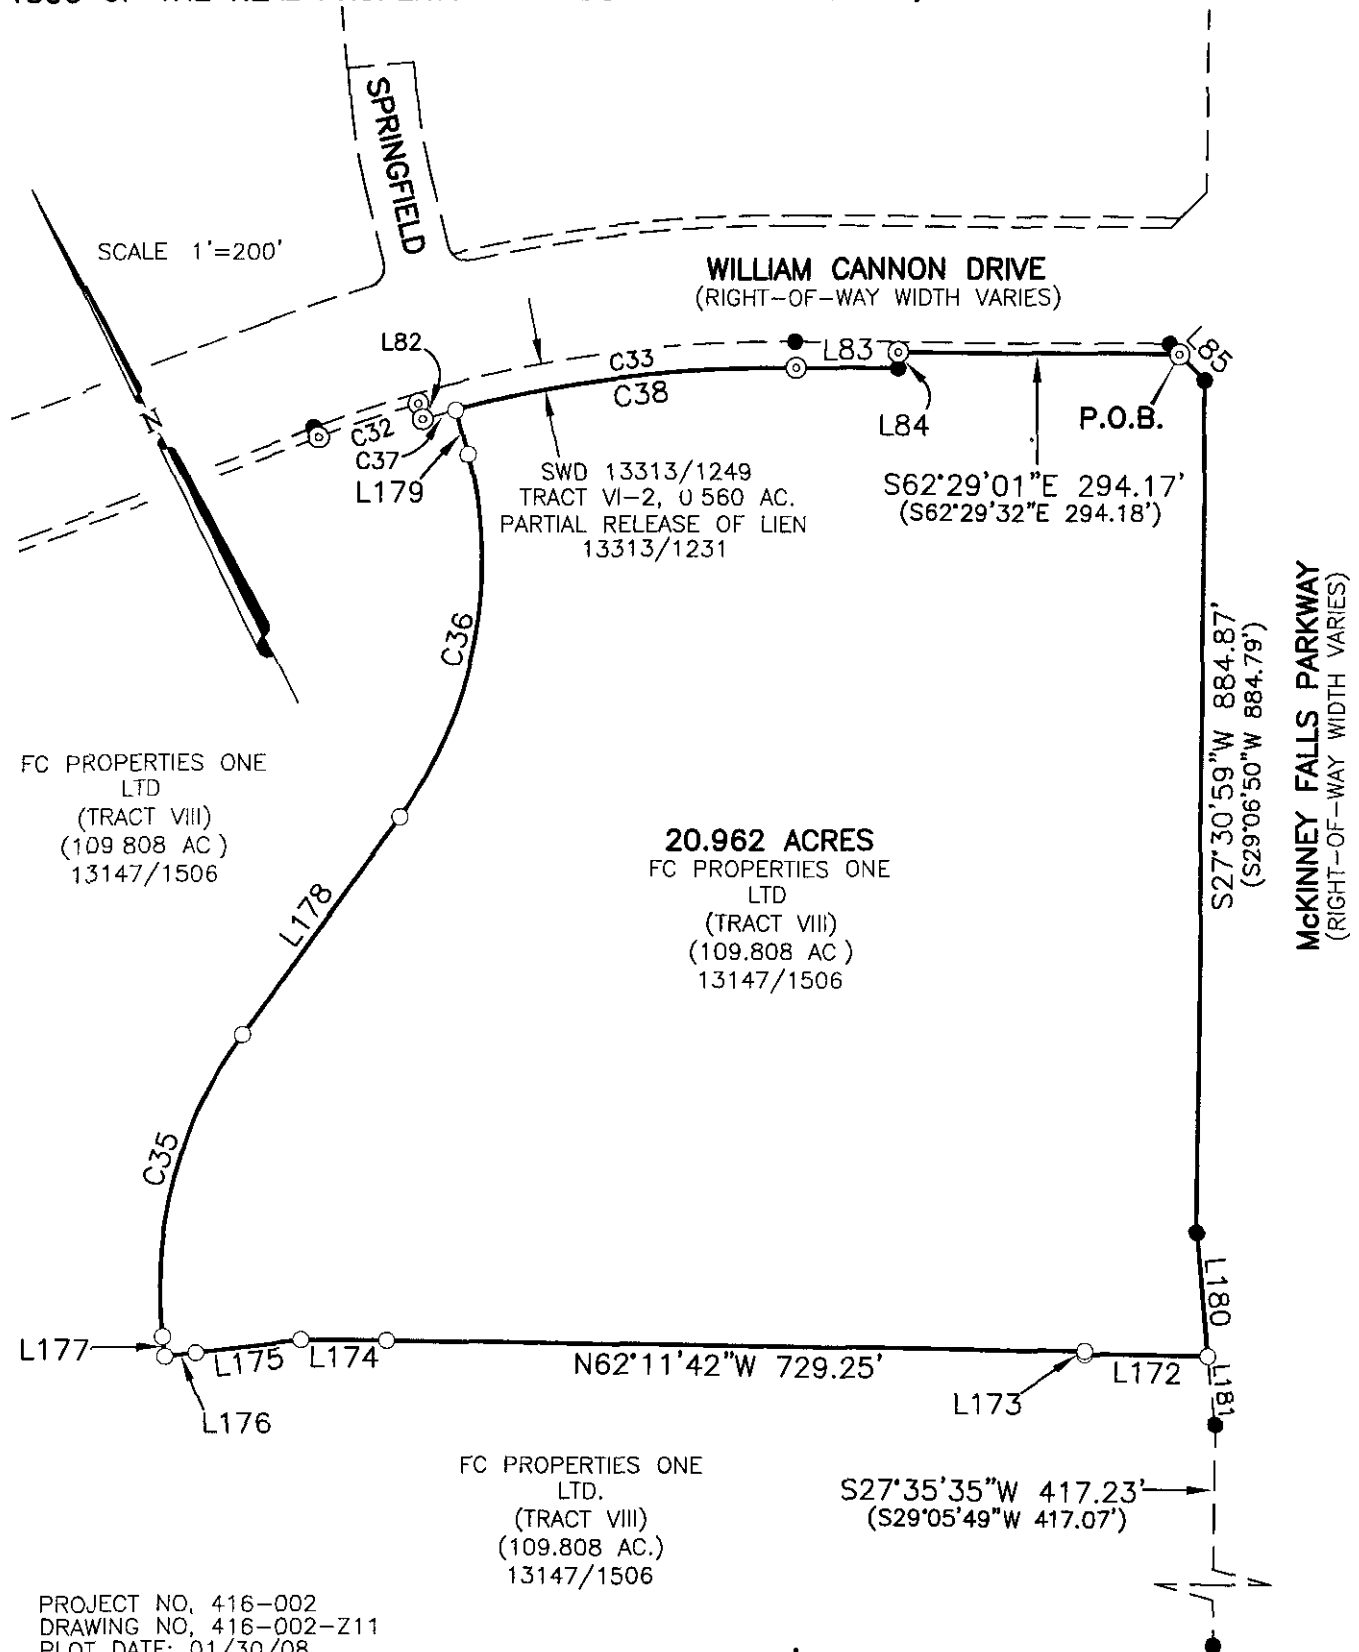 SPRINGFIELD
SCALE 1'=200'
WILLIAM CANNON DRIVE
(RIGHT-OF-WAY WIDTH VARIES)
L82
C33
L83
L85
C38
C32
L84
P.O.B.
C37
L179
SWD 13313/1249
TRACT VI-2, 0 560 AC.
PARTIAL RELEASE OF LIEN
13313/1231
S62°29'01"E 294.17'
(S62°29'32"E 294.18')
N
C36
S27°30'59"W 884.87'
(S29°06'50"W 884.79')
McKINNEY FALLS PARKWAY
(RIGHT-OF-WAY WIDTH VARIES)
FC PROPERTIES ONE
LTD
(TRACT VIII)
(109 808 AC )
13147/1506
20.962 ACRES
FC PROPERTIES ONE
LTD
(TRACT VIII)
(109.808 AC )
13147/1506
L178
C35
L180
L177
L175
L174
N62°11'42"W 729.25'
L172
L173
L181
L176
FC PROPERTIES ONE
LTD.
(TRACT VIII)
(109.808 AC.)
13147/1506
S27°35'35"W 417.23'
(S29°05'49"W 417.07')
PROJECT NO, 416-002
DRAWING NO, 416-002-Z11
PLOT DATE: 01/30/08